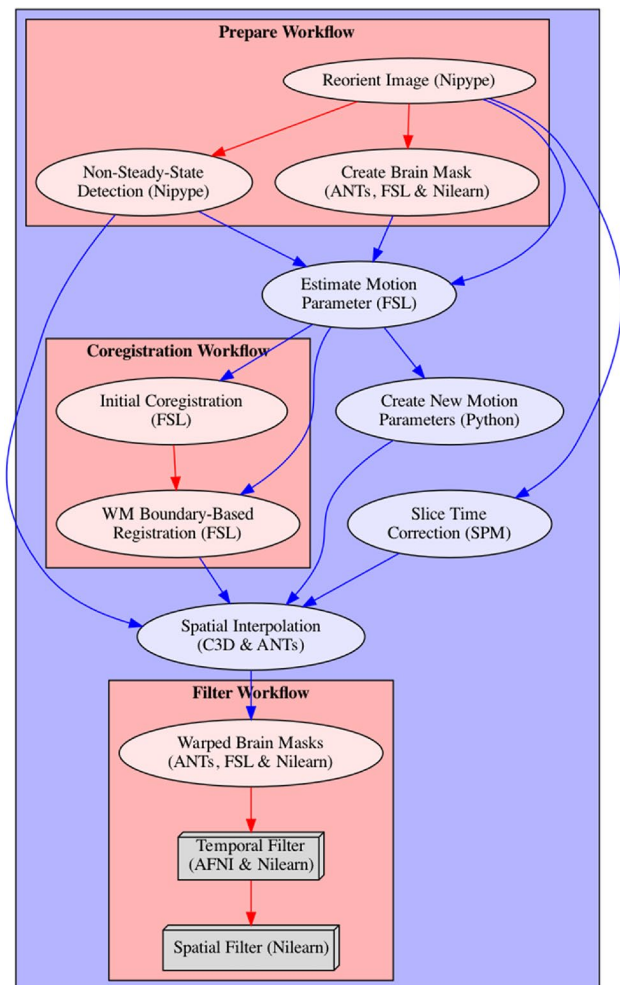 Prepare Workflow
Reorient Image (Nipype)
Non-Steady-State
Detection (Nipype)
Create Brain Mask
(ANTs, FSL & Nilearn)
Estimate Motion
Parameter (FSL)
Coregistration Workflow
Initial Coregistration
(FSL)
Create New Motion
Parameters (Python)
WM Boundary-Based
Registration (FSL)
Slice Time
Correction (SPM)
Spatial Interpolation
(C3D & ANTs)
Filter Workflow
Warped Brain Masks
(ANTs, FSL & Nilearn)
Temporal Filter
(AFNI & Nilearn)
Spatial Filter (Nilearn)